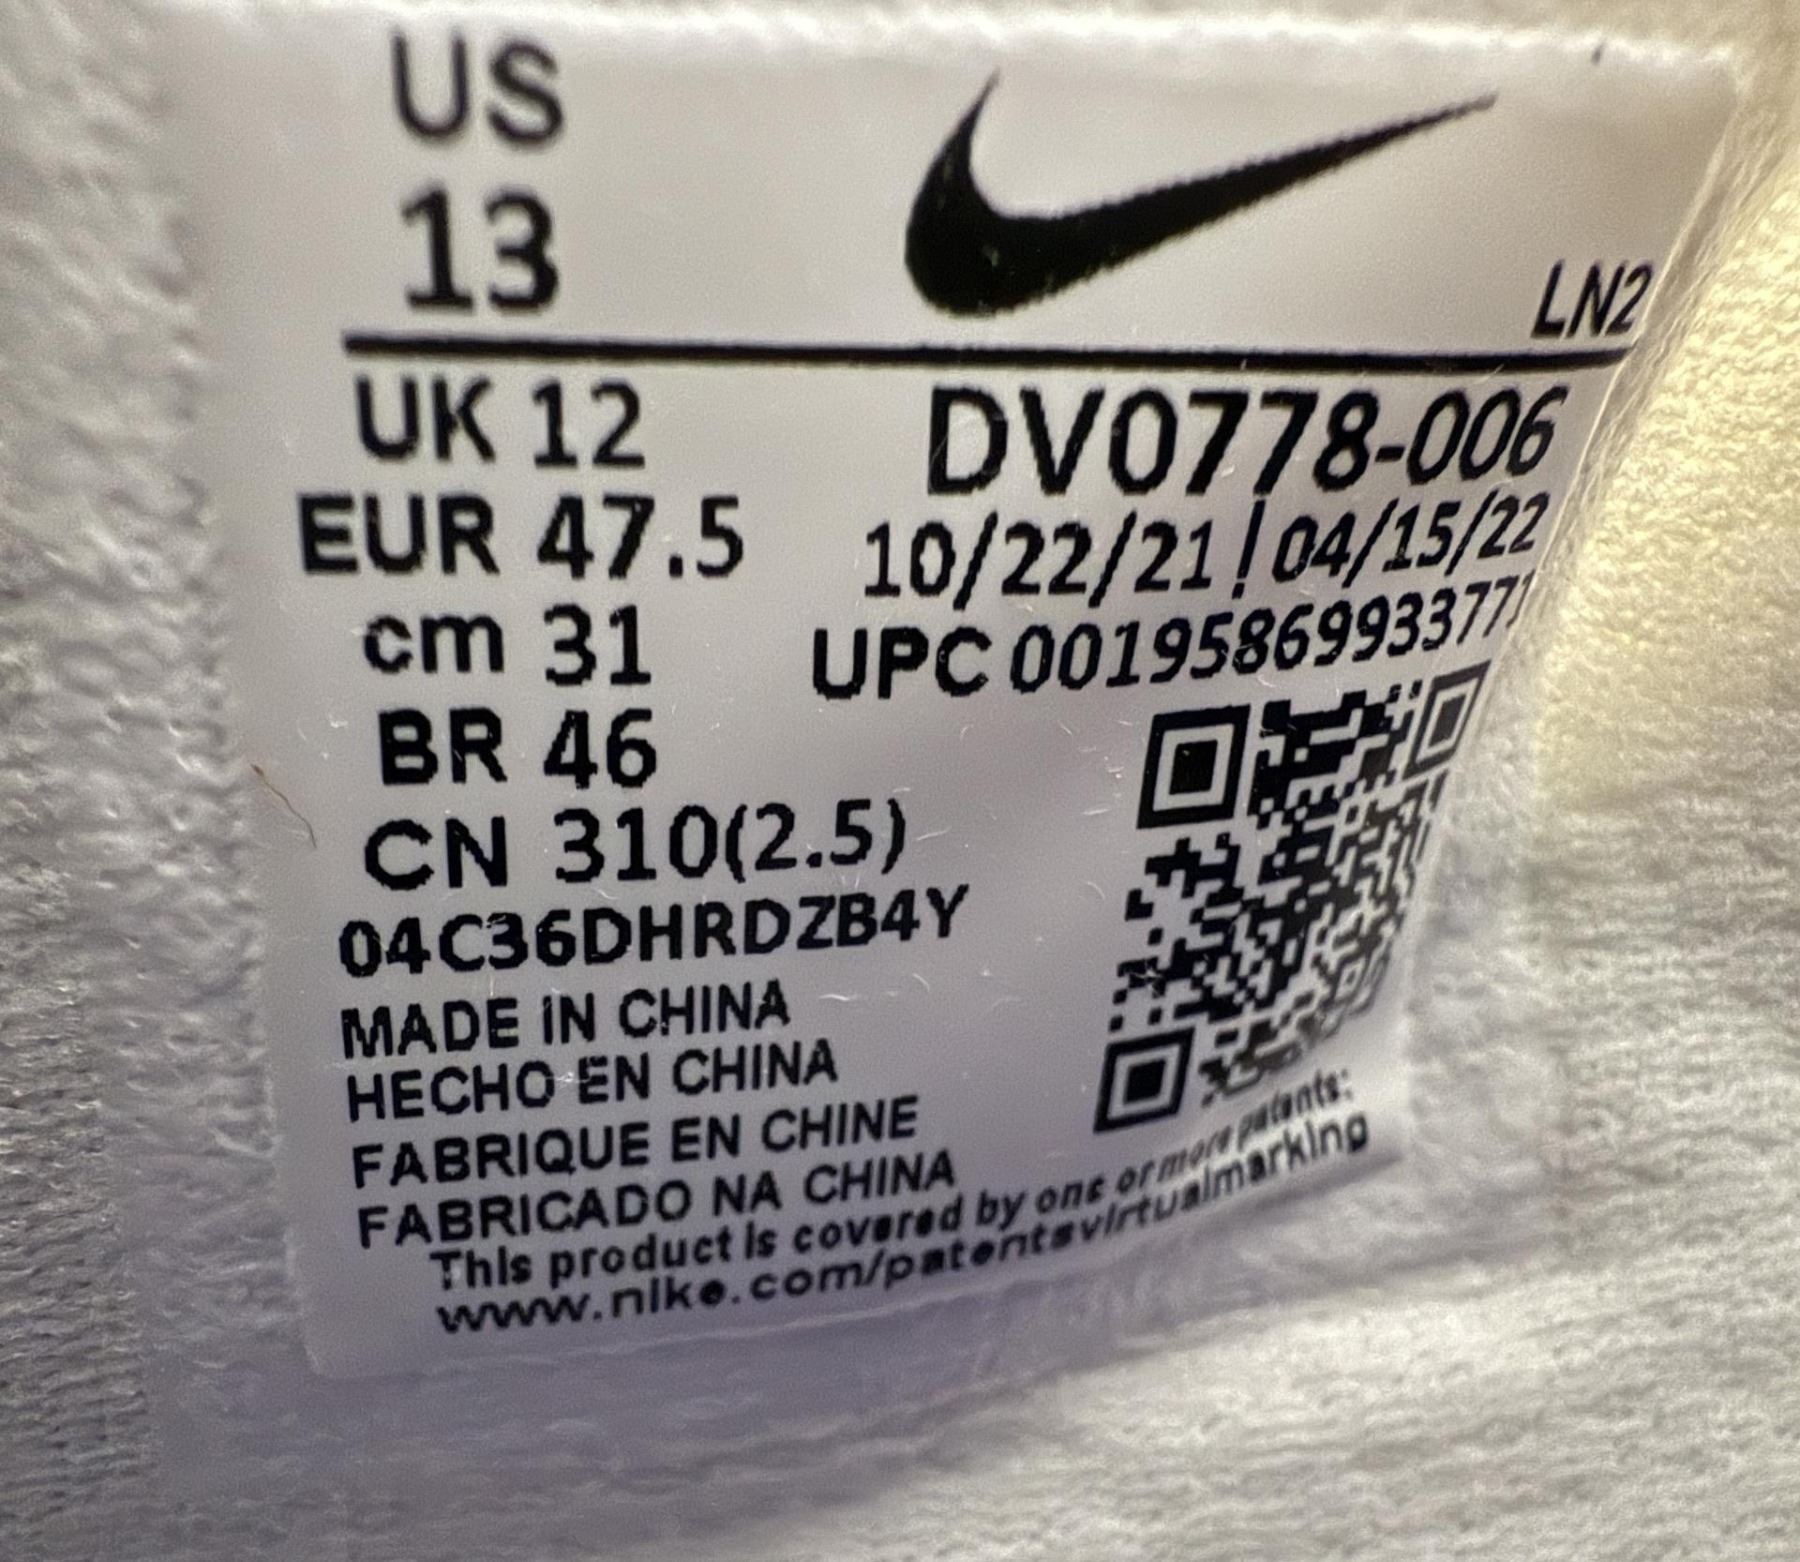 US
13
LN2
UK 12
DV0778-006
EUR 47.5
10/22/21 | 04/15/22
cm 31
UPC 00195869933777
BR 46
CN 310(2.5)
04C36DHRDZB4Y
MADE IN CHINA
HECHO EN CHINA
FABRIQUE EN CHINE
FABRICADO NA CHINA
This product is covered by one or more patents:
www.nike.com/patentsvirtualmarking